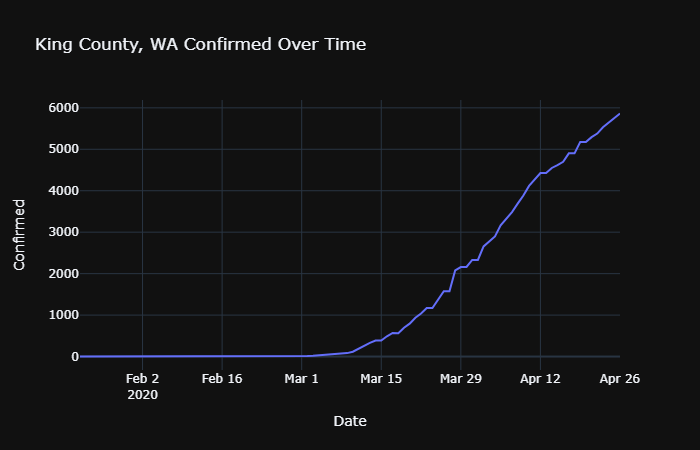 King County, WA Confirmed Over Time
Confirmed
6000
5000
4000
3000
2000
1000
0
Feb 2 Feb 16 Mar 1 Mar 15 Mar 29 Apr 12 Apr 26
2020
Date